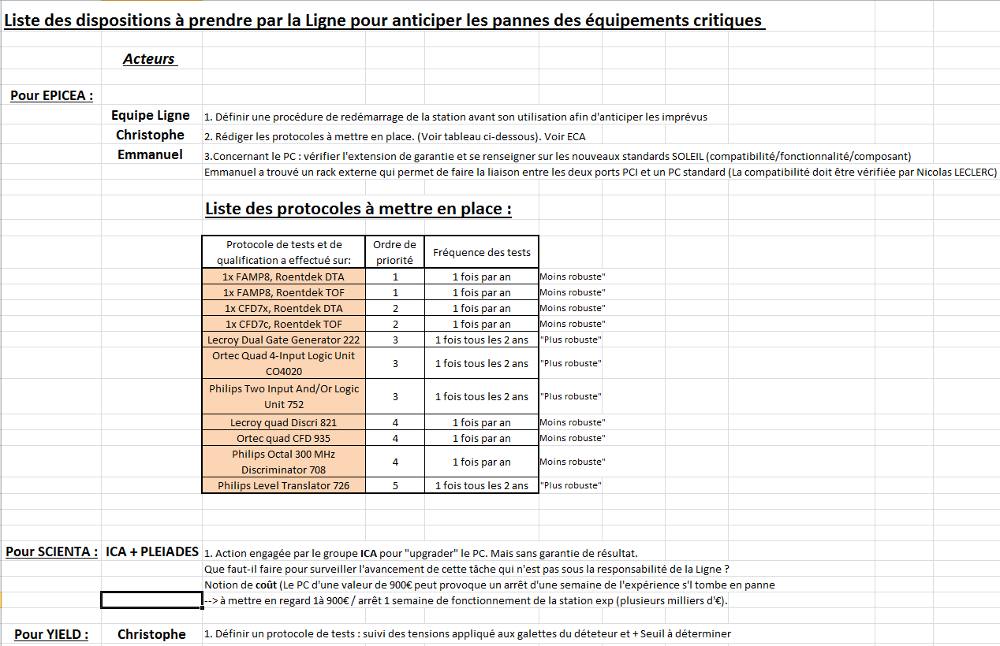 Liste des dispositions à prendre par la Ligne pour anticiper les pannes des équipements critiques
Acteurs
Pour EPICEA :
Equipe Ligne 1. Définir une procédure de redémarrage de la station avant son utilisation afin d'anticiper les imprévus
Christophe 2. Rédiger les protocoles à mettre en place. (Voir tableau ci-dessous). Voir ECA
Emmanuel 3.Concernant le PC : vérifier l'extension de garantie et se renseigner sur les nouveaux standards SOLEIL (compatibilité/fonctionnalité/composant)
Emmanuel a trouvé un rack externe qui permet de faire la liaison entre les deux ports PCI et un PC standard (La compatibilité doit être vérifiée par Nicolas LECLERC)
Liste des protocoles à mettre en place :
Protocole de tests et de
qualification a effectué sur:
Ordre de
priorité
Fréquence des tests
1x FAMP8, Roentdek DTA 1 1 fois par an Moins robuste"
1x FAMP8, Roentdek TOF 1 1 fois par an Moins robuste"
1x CFD7x, Roentdek DTA 2 1 fois par an Moins robuste"
1x CFD7c, Roentdek TOF 2 1 fois par an Moins robuste"
Lecroy Dual Gate Generator 222 3 1 fois tous les 2 ans "Plus robuste"
Ortec Quad 4-Input Logic Unit
CO4020 3 1 fois tous les 2 ans "Plus robuste"
Philips Two Input And/Or Logic
Unit 752 3 1 fois tous les 2 ans "Plus robuste"
Lecroy quad Discri 821 4 1 fois par an Moins robuste"
Ortec quad CFD 935 4 1 fois par an Moins robuste"
Philips Octal 300 MHz
Discriminator 708 4 1 fois par an Moins robuste"
Philips Level Translator 726 5 1 fois tous les 2 ans "Plus robuste"
Pour SCIENTA : ICA + PLEIADES 1. Action engagée par le groupe ICA pour "upgrader" le PC. Mais sans garantie de résultat.
Que faut-il faire pour surveiller l'avancement de cette tâche qui n'est pas sous la responsabilité de la Ligne ?
Notion de coût (Le PC d'une valeur de 900€ peut provoque un arrêt d'une semaine de l'expérience s'l tombe en panne
--> à mettre en regard 1à 900€ / arrêt 1 semaine de fonctionnement de la station exp (plusieurs milliers d'€).
Pour YIELD : Christophe 1. Définir un protocole de tests : suivi des tensions appliqué aux galettes du déteteur et + Seuil à déterminer